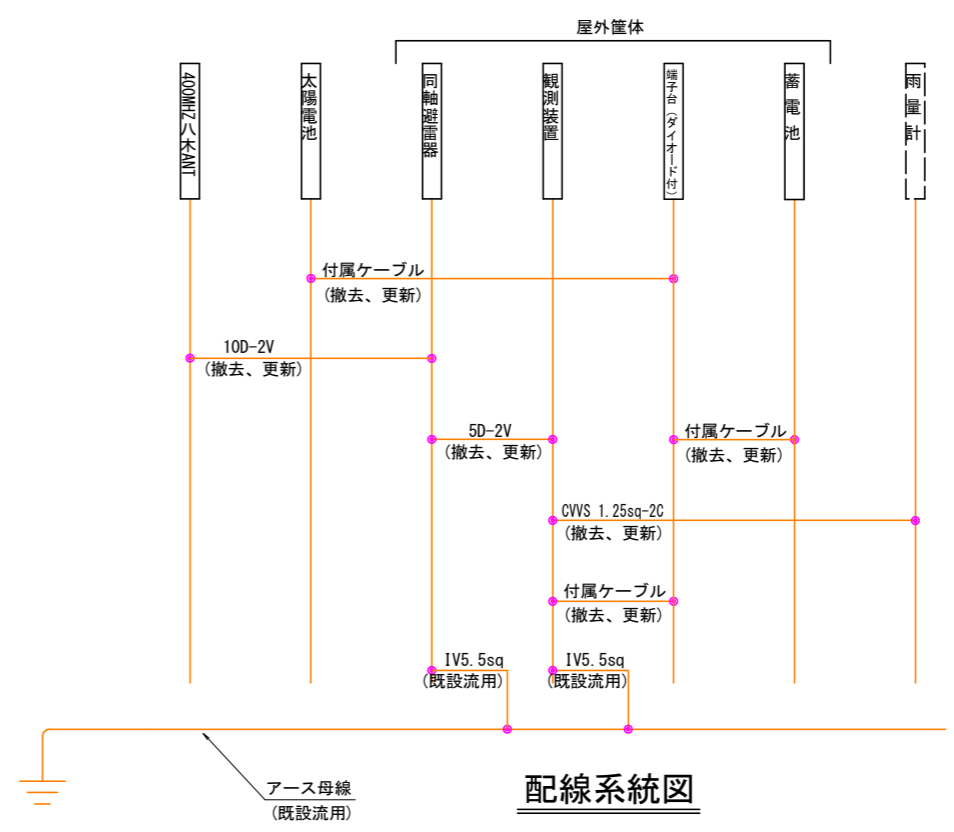 屋外筐体
400MHZ八木ANT
太陽電池
同軸避雷器
観測装置
端子台(ダイオード付)
蓄電池
雨量計
付属ケーブル
(撤去、更新)
10D-2V
(撤去、更新)
5D-2V
(撤去、更新)
付属ケーブル
(撤去、更新)
CVVS 1.25sq-2C
(撤去、更新)
付属ケーブル
(撤去、更新)
IV5.5sq
(既設流用)
IV5.5sq
(既設流用)
アース母線
(既設流用)
配線系統図